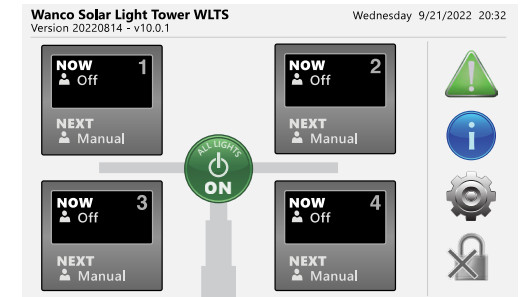 Wanco Solar Light Tower WLTS
Version 20220814 - v10.0.1
Wednesday 9/21/2022 20:32
NOW 1
Off
NEXT
Manual
NOW 2
Off
NEXT
Manual
ALL LIGHTS
ON
NOW 3
Off
NEXT
Manual
NOW 4
Off
NEXT
Manual